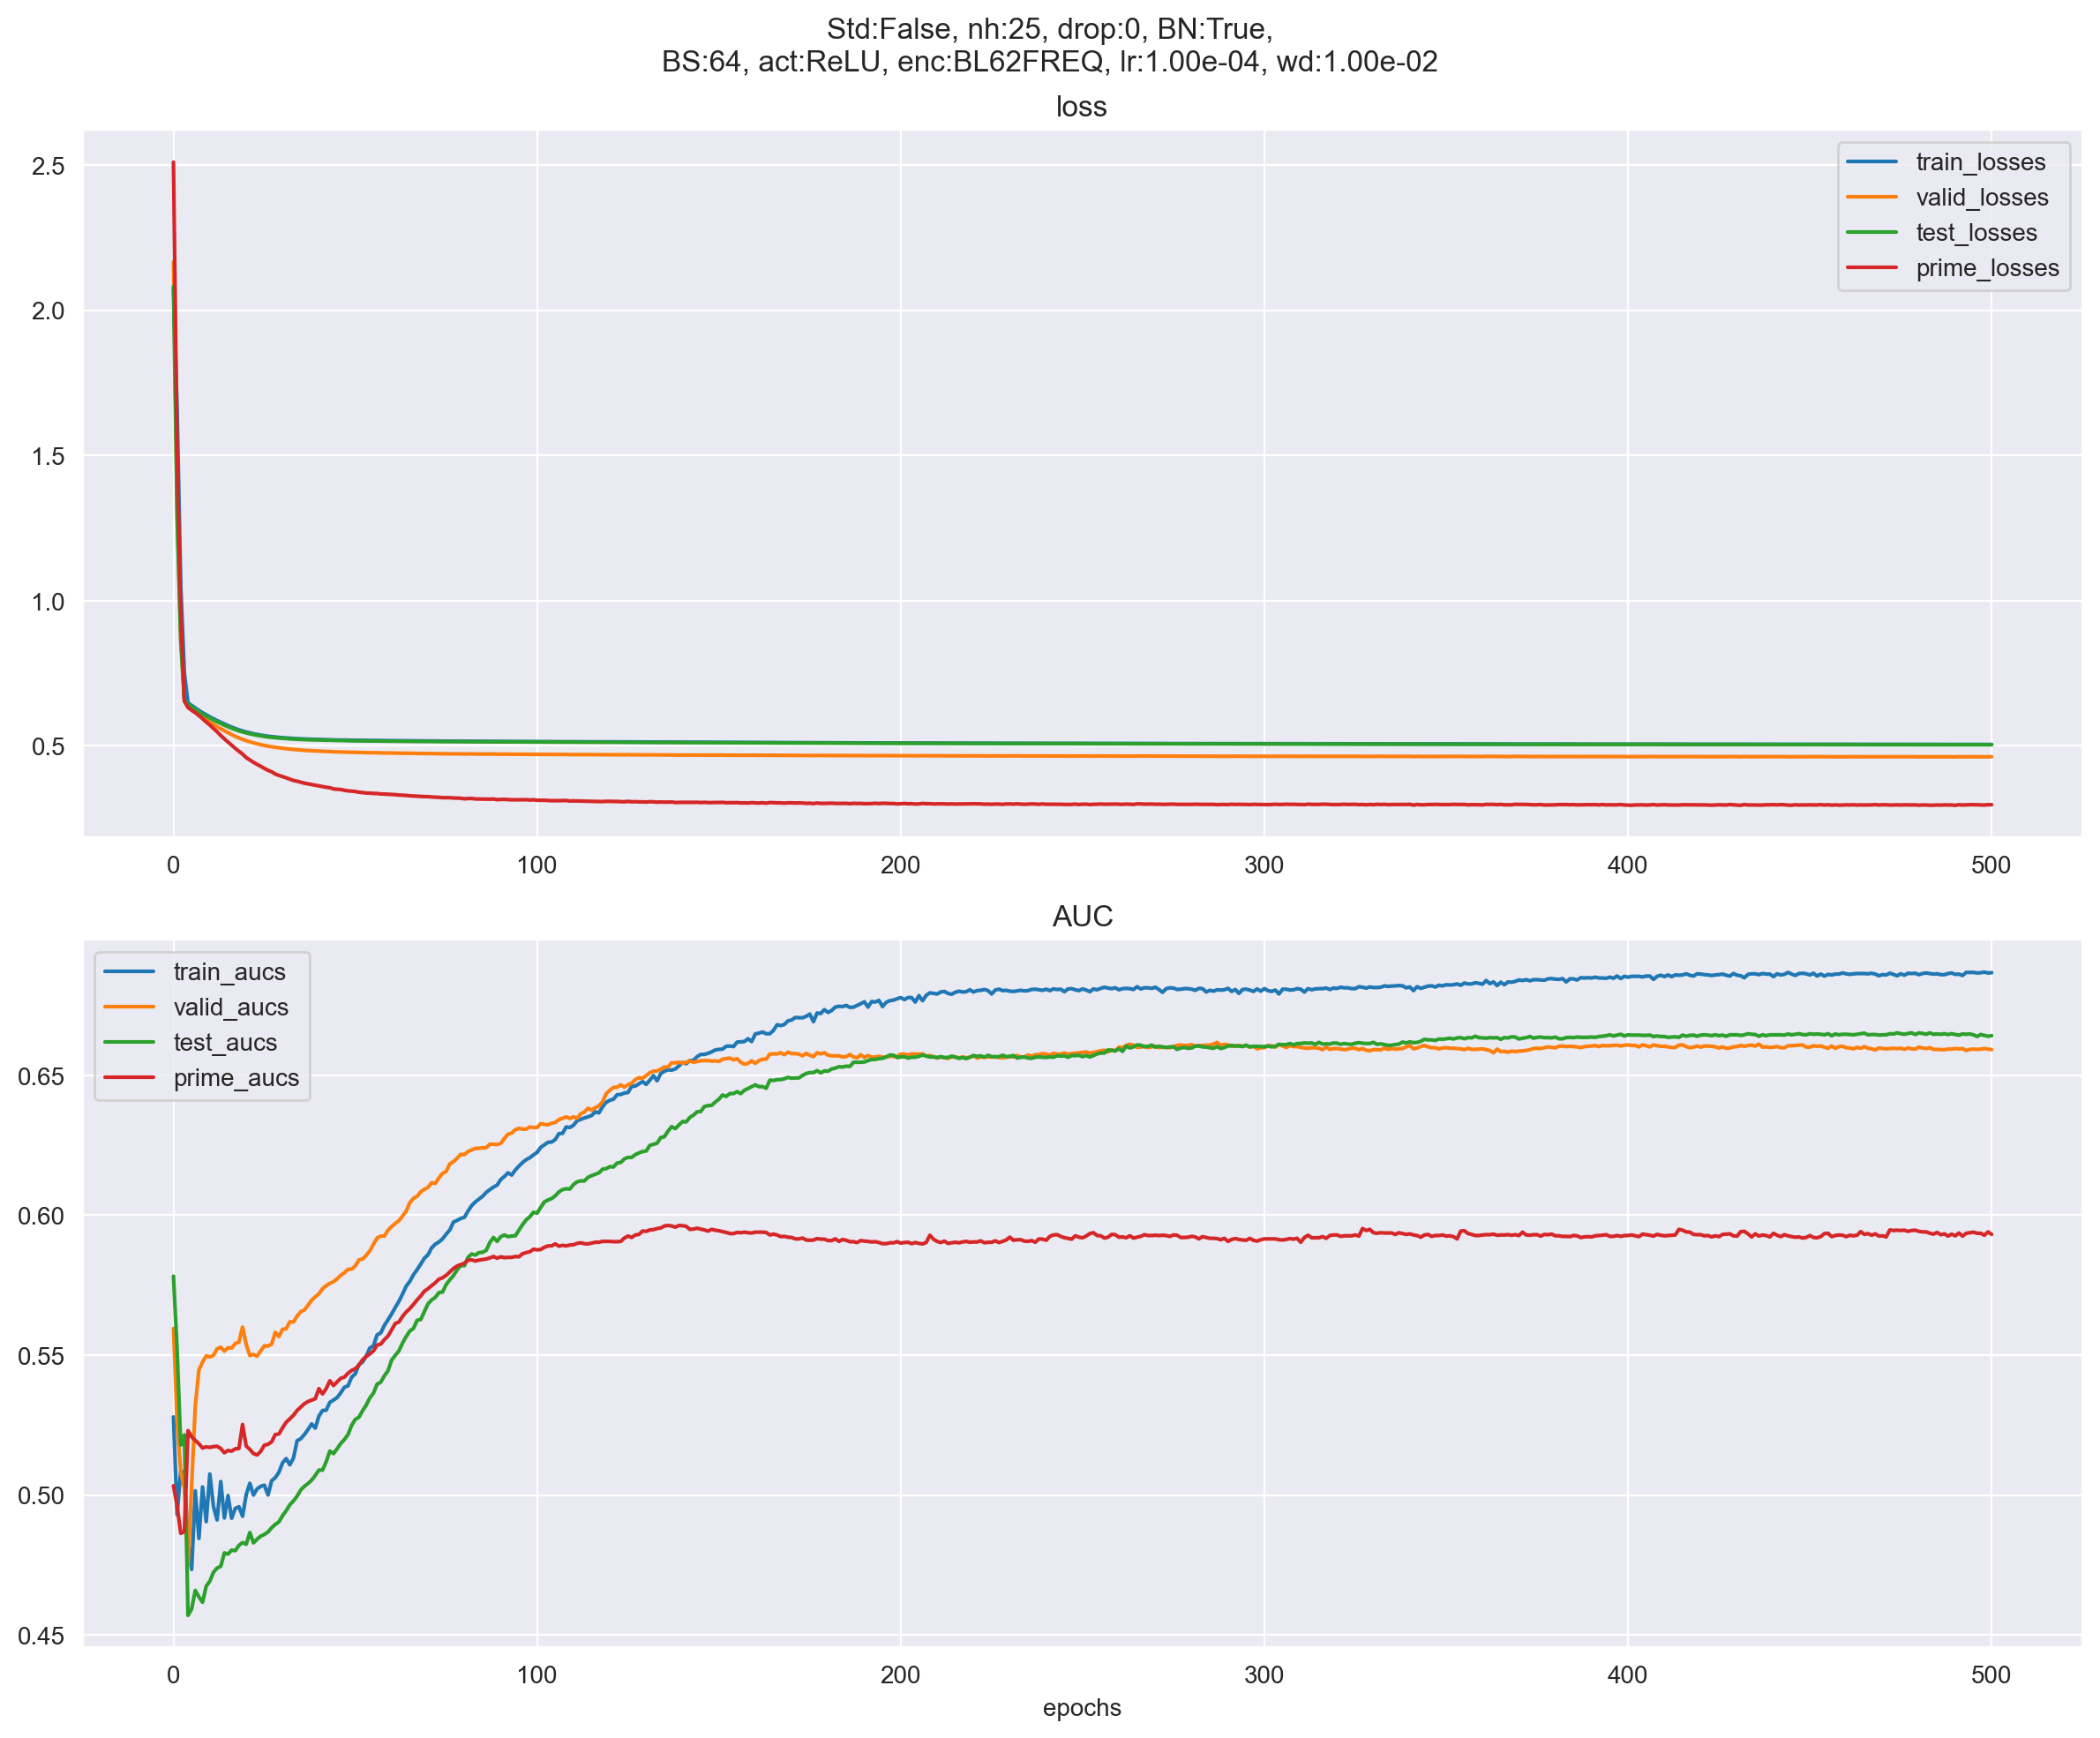 Std:False, nh:25, drop:0, BN:True,
BS:64, act:ReLU, enc:BL62FREQ, lr:1.00e-04, wd:1.00e-02
loss
2.5
2.0
1.5
1.0
0.5
train_losses
valid_losses
test_losses
prime_losses
0 100 200 300 400 500
AUC
train_aucs
valid_aucs
test_aucs
prime_aucs
0.65
0.60
0.55
0.50
0.45
0 100 200 300 400 500
epochs